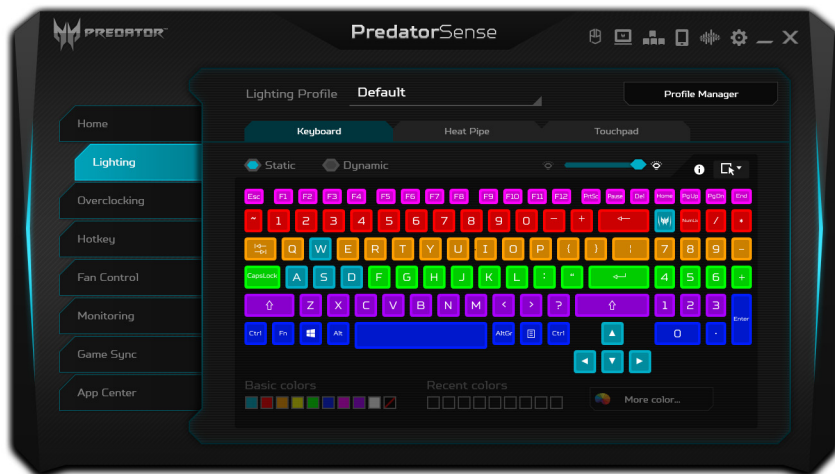 PREDATOR
PredatorSense
Lighting Profile Default
Profile Manager
Home
Lighting
Overclocking
Hotkey
Fan Control
Monitoring
Game Sync
App Center
Keyboard Heat Pipe Touchpad
Static Dynamic
Esc F1 F2 F3 F4 F5 F6 F7 F8 F9 F10 F11 F12 PrtSc Pause Del Home PgUp PgDn End
~ 1 2 3 4 5 6 7 8 9 0 - + ← NumLk / *
Q W E R T Y U I O P { } ¦ 7 8 9 -
CapsLock A S D F G H J K L : " 4 5 6 +
⇧ Z X C V B N M < > ? ⇧ 1 2 3 Enter
Ctrl Fn Alt AltGr Ctrl ▲ 0 .
◄ ▼ ►
Basic colors Recent colors
More color...